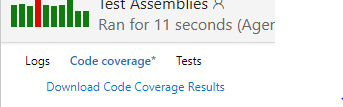 Test Assemblies
Ran for 11 seconds (Agen
Logs Code coverage* Tests
Download Code Coverage Results